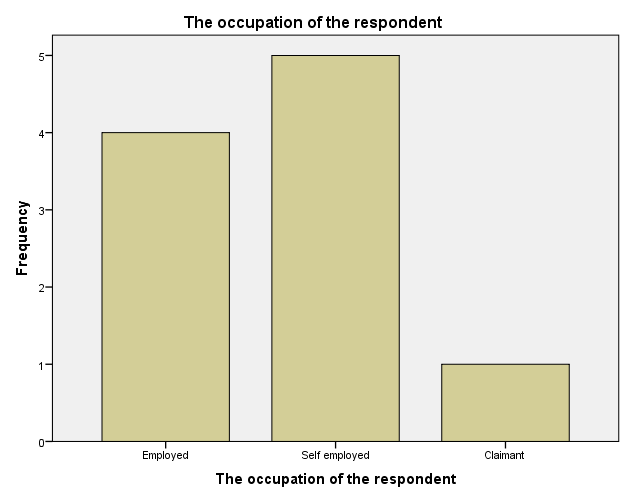 The occupation of the respondent
Frequency
5
4
3
2
1
0
Employed
Self employed
Claimant
The occupation of the respondent